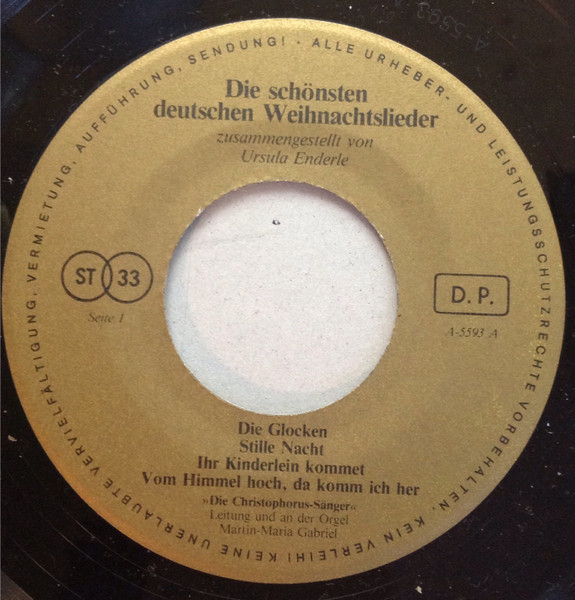 ALLE URHEBER- UND LEISTUNGSSCHUTZRECHTE VORBEHALTEN. KEIN VERLEIH! KEINE UNERLAUBTE VERVIELFÄLTIGUNG, VERMIETUNG, AUFFÜHRUNG, SENDUNG! ·
Die schönsten
deutschen Weihnachtslieder
zusammengestellt von
Ursula Enderle
ST 33
Seite 1
D. P.
A-5593 A
Die Glocken
Stille Nacht
Ihr Kinderlein kommet
Vom Himmel hoch, da komm ich her
»Die Christophorus-Sänger«
Leitung und an der Orgel
Martin-Maria Gabriel
A-5593